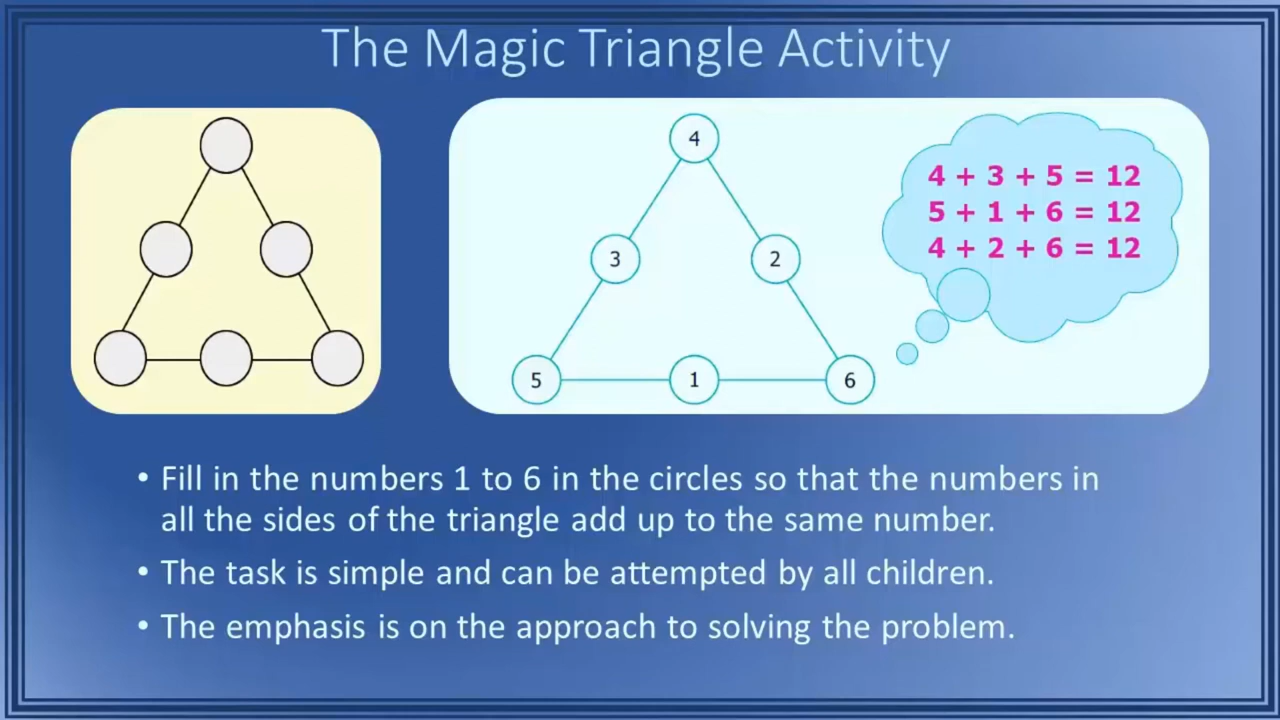 The Magic Triangle Activity
4
3
2
5
1
6
4 + 3 + 5 = 12
5 + 1 + 6 = 12
4 + 2 + 6 = 12
• Fill in the numbers 1 to 6 in the circles so that the numbers in
all the sides of the triangle add up to the same number.
• The task is simple and can be attempted by all children.
• The emphasis is on the approach to solving the problem.